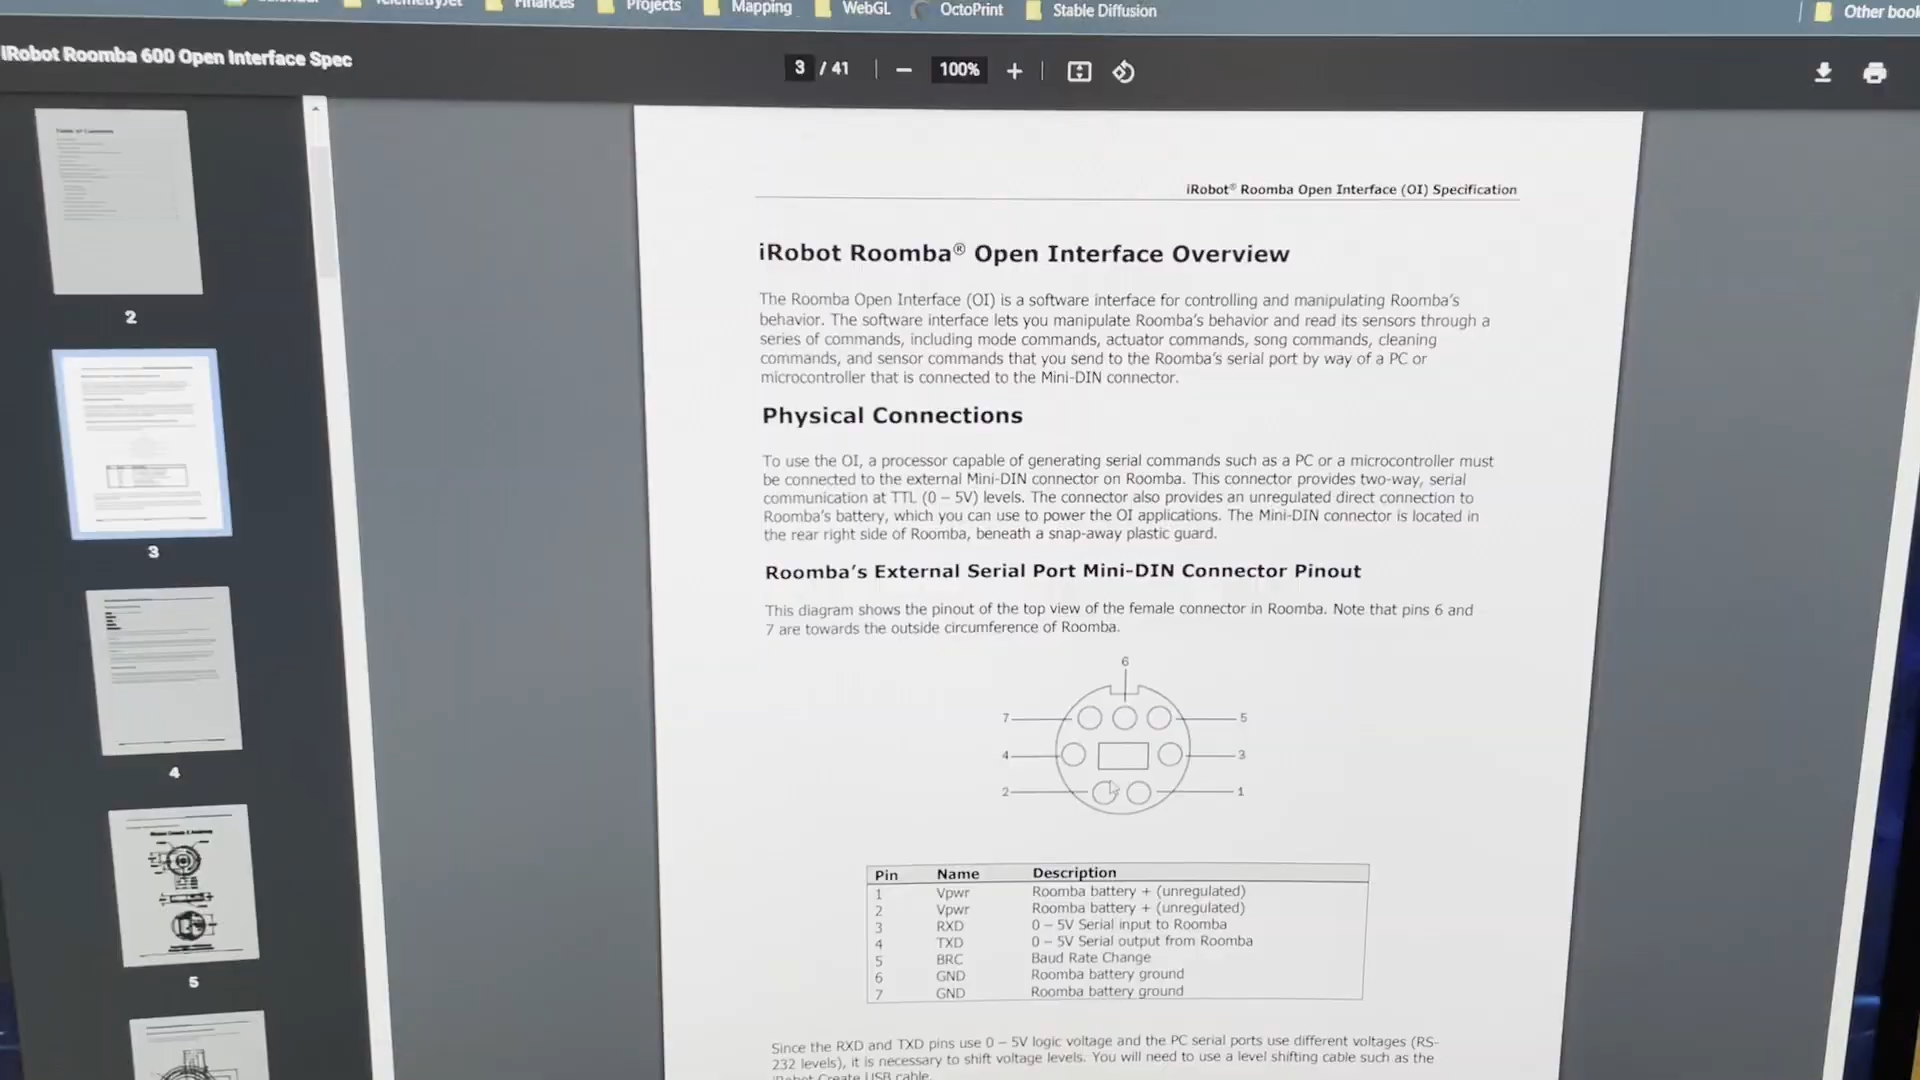 Finances
Projects
Mapping
WebGL
OctoPrint
Stable Diffusion
Other book
iRobot Roomba 600 Open Interface Spec
3 / 41
100%
2
3
4
5
iRobot® Roomba Open Interface (OI) Specification
iRobot Roomba® Open Interface Overview
The Roomba Open Interface (OI) is a software interface for controlling and manipulating Roomba's
behavior. The software interface lets you manipulate Roomba's behavior and read its sensors through a
series of commands, including mode commands, actuator commands, song commands, cleaning
commands, and sensor commands that you send to the Roomba's serial port by way of a PC or
microcontroller that is connected to the Mini-DIN connector.
Physical Connections
To use the OI, a processor capable of generating serial commands such as a PC or a microcontroller must
be connected to the external Mini-DIN connector on Roomba. This connector provides two-way, serial
communication at TTL (0 – 5V) levels. The connector also provides an unregulated direct connection to
Roomba's battery, which you can use to power the OI applications. The Mini-DIN connector is located in
the rear right side of Roomba, beneath a snap-away plastic guard.
Roomba's External Serial Port Mini-DIN Connector Pinout
This diagram shows the pinout of the top view of the female connector in Roomba. Note that pins 6 and
7 are towards the outside circumference of Roomba.
6
7 5
4 3
2 1
Pin Name Description
1 Vpwr Roomba battery + (unregulated)
2 Vpwr Roomba battery + (unregulated)
3 RXD 0 – 5V Serial input to Roomba
4 TXD 0 – 5V Serial output from Roomba
5 BRC Baud Rate Change
6 GND Roomba battery ground
7 GND Roomba battery ground
Since the RXD and TXD pins use 0 – 5V logic voltage and the PC serial ports use different voltages (RS-
232 levels), it is necessary to shift voltage levels. You will need to use a level shifting cable such as the
iRobot Create USB cable.